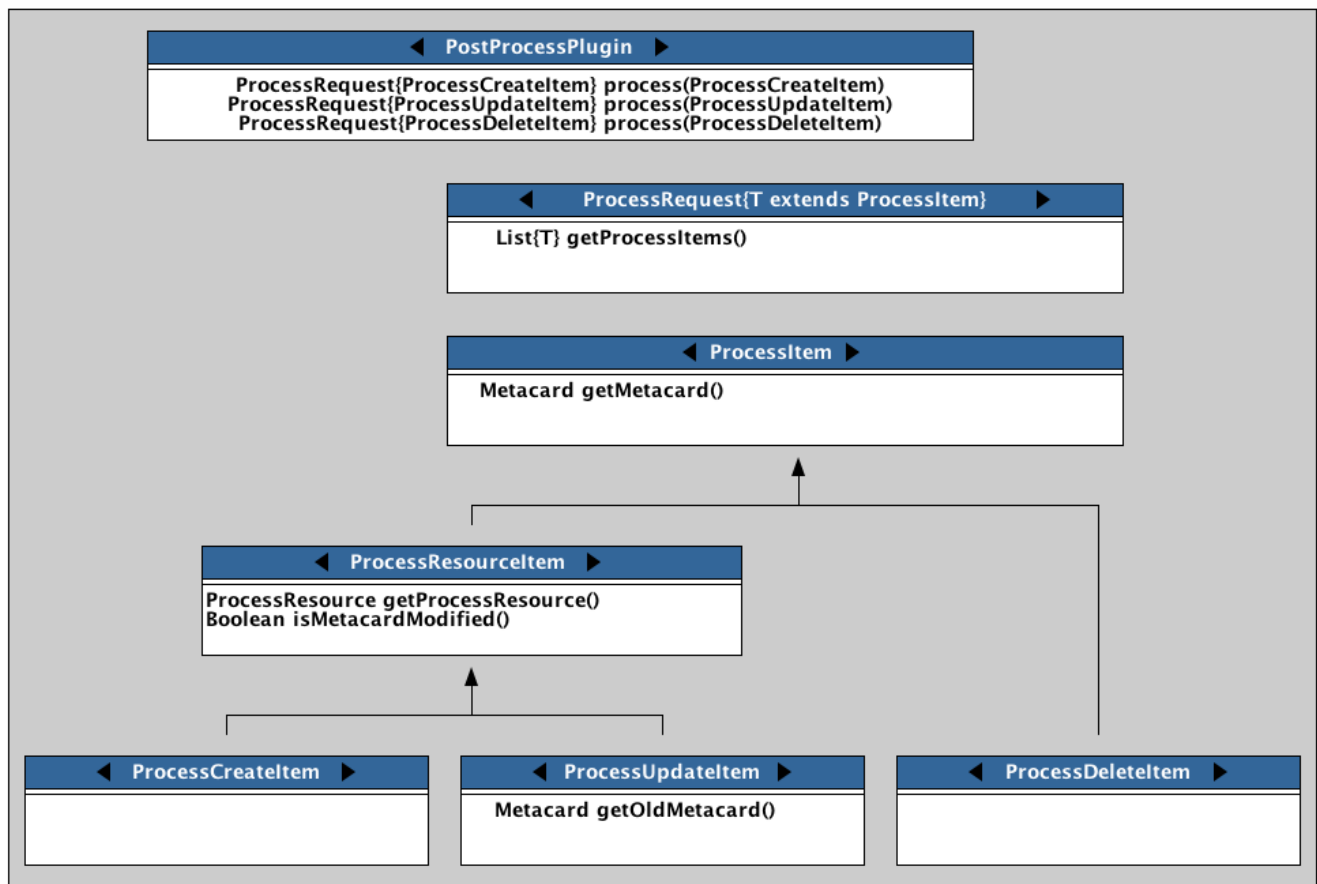 PostProcessPlugin
ProcessRequest{ProcessCreateItem} process(ProcessCreateItem)
ProcessRequest{ProcessUpdateItem} process(ProcessUpdateItem)
ProcessRequest{ProcessDeleteItem} process(ProcessDeleteItem)
ProcessRequest{T extends ProcessItem}
List{T} getProcessItems()
ProcessItem
Metacard getMetacard()
ProcessResourceItem
ProcessResource getProcessResource()
Boolean isMetacardModified()
ProcessCreateItem
ProcessUpdateItem
Metacard getOldMetacard()
ProcessDeleteItem